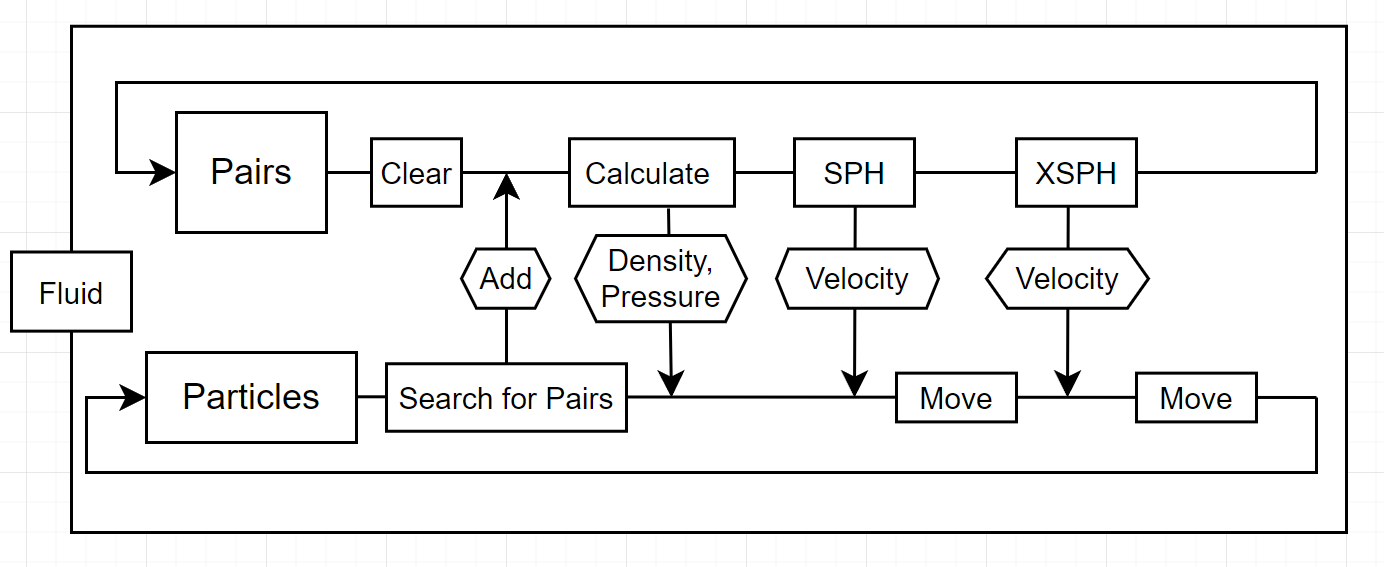 Pairs
Clear
Calculate
SPH
XSPH
Fluid
Add
Density,
Pressure
Velocity
Velocity
Particles
Search for Pairs
Move
Move